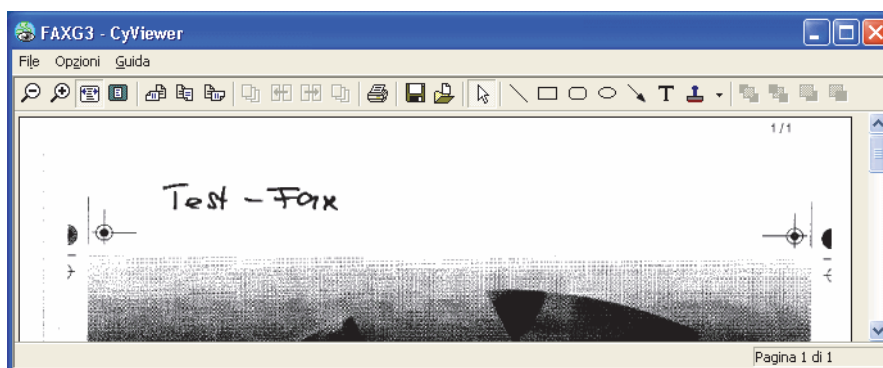 FAXG3 - CyViewer
File Opzioni Guida
T
1/1
Test - Fax
Pagina 1 di 1